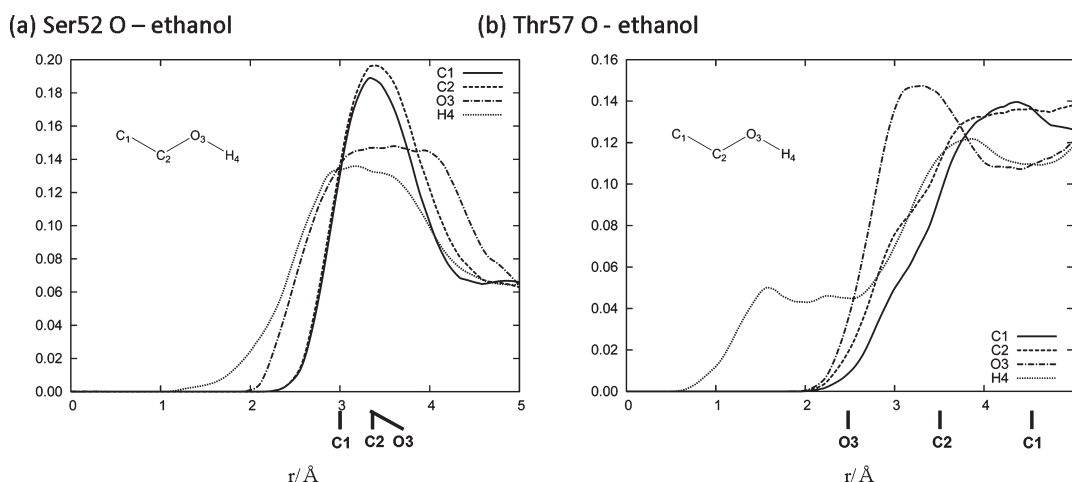 (a) Ser52 O – ethanol
(b) Thr57 O - ethanol
0.20
0.18
0.16
0.14
0.12
0.10
0.08
0.06
0.04
0.02
0.00
0 1 2 3 4 5
C1
C2
O3
H4
C1
C2
O3
H4
C1
C2
O3
r/Å
0.16
0.14
0.12
0.10
0.08
0.06
0.04
0.02
0.00
0 1 2 3 4
C1
C2
O3
H4
C1
C2
O3
H4
O3
C2
C1
r/Å